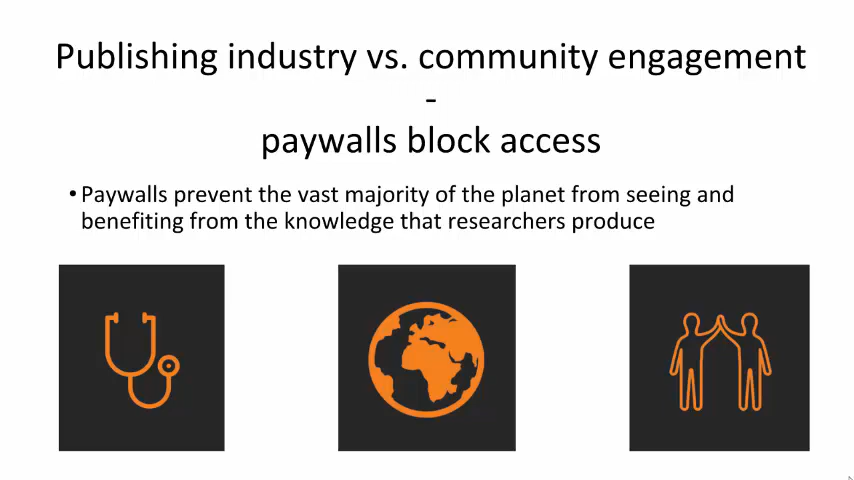 Publishing industry vs. community engagement
-
paywalls block access
• Paywalls prevent the vast majority of the planet from seeing and
benefiting from the knowledge that researchers produce